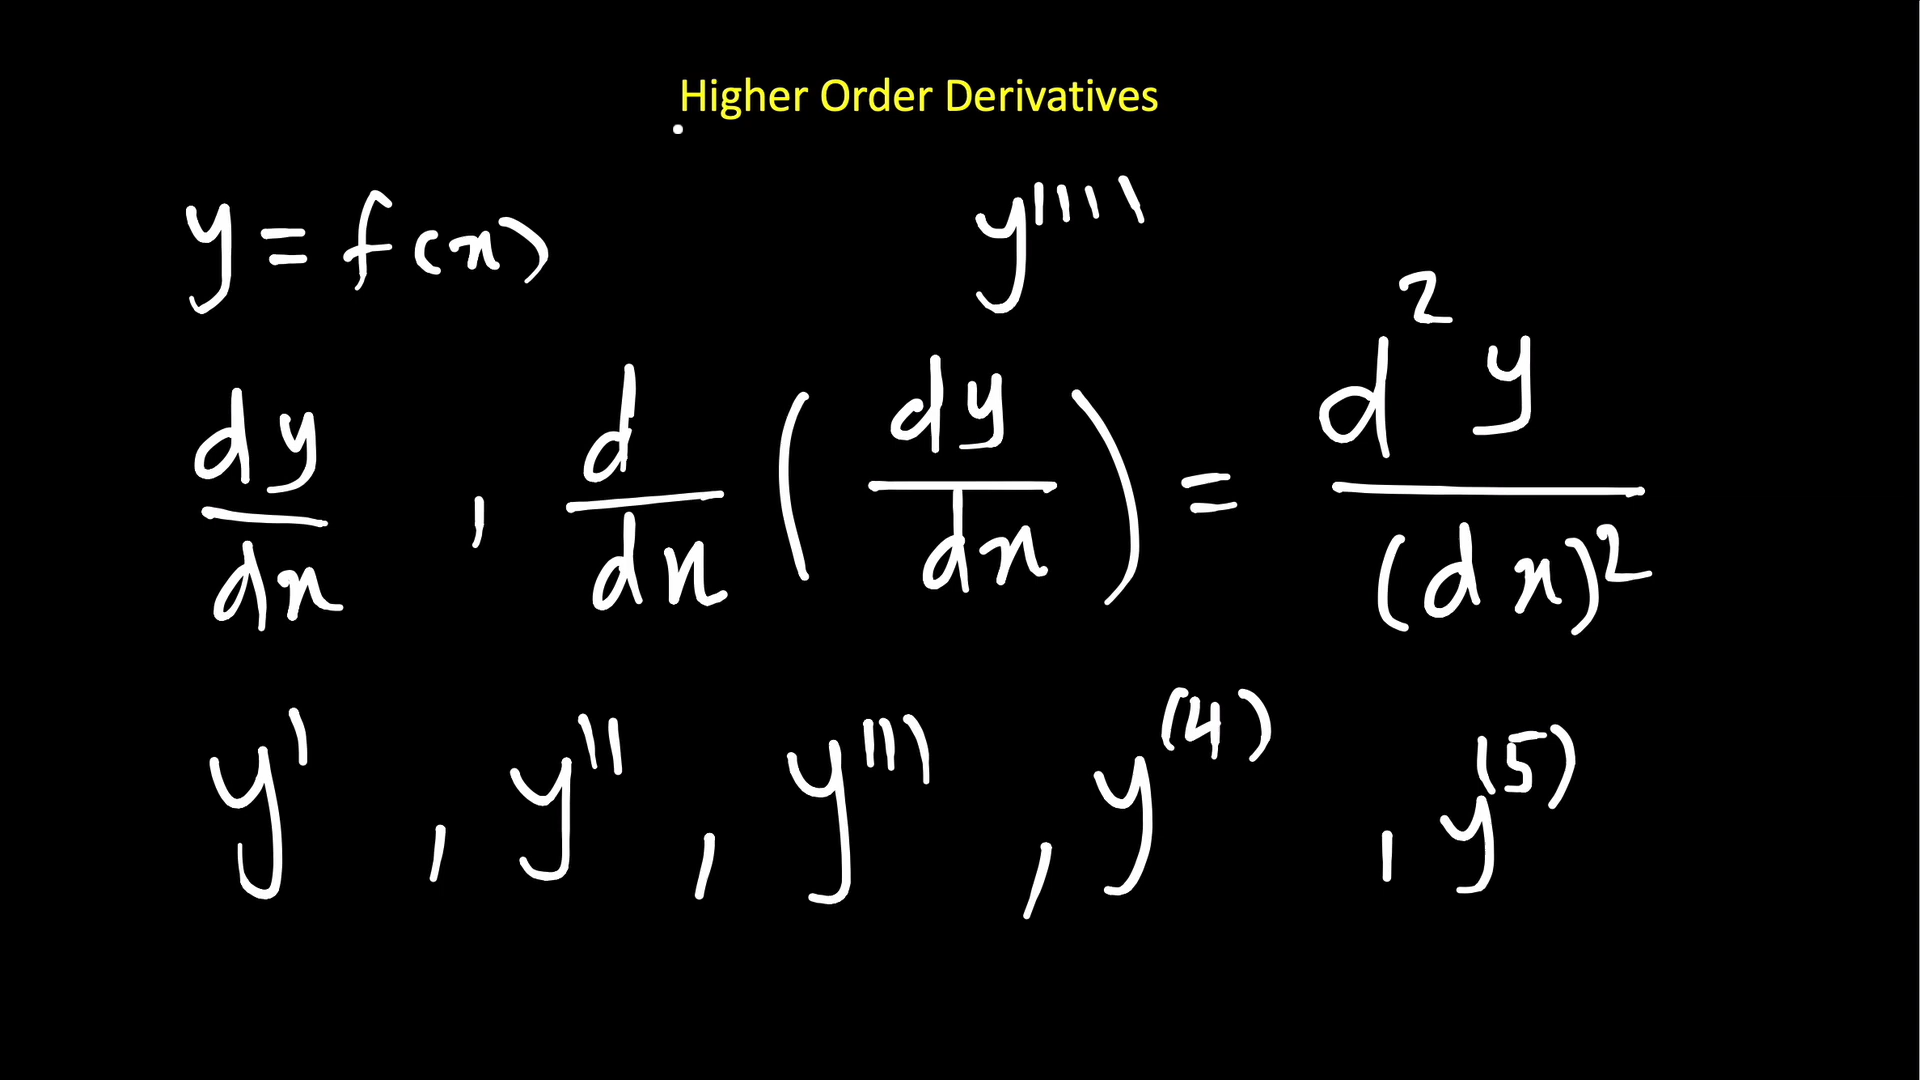 Higher Order Derivatives
y = f(x) y''''
dy/dx , d/dx (dy/dx) = d²y/(dx)²
y' , y'' , y''' , y⁽⁴⁾ , y⁽⁵⁾